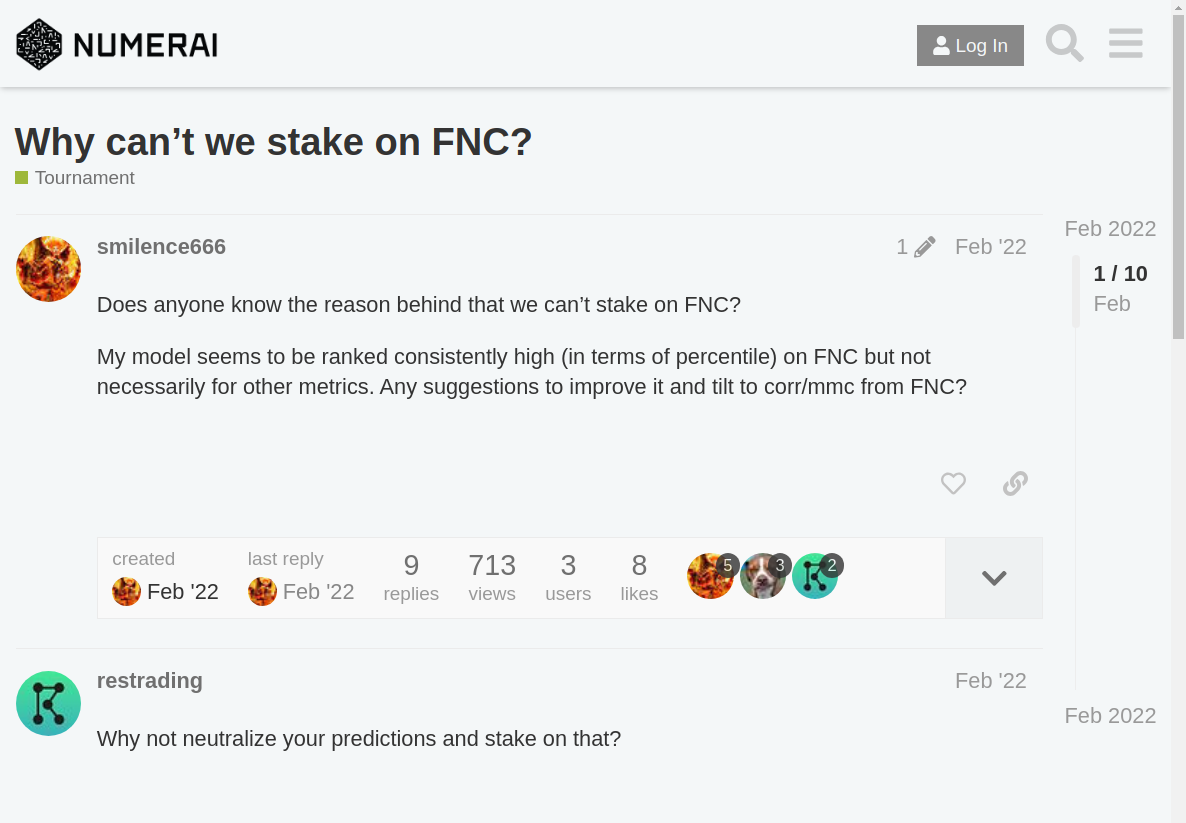 NUMERAI
Log In
Why can’t we stake on FNC?
Tournament
smilence666
1
Feb '22
Does anyone know the reason behind that we can’t stake on FNC?
My model seems to be ranked consistently high (in terms of percentile) on FNC but not
necessarily for other metrics. Any suggestions to improve it and tilt to corr/mmc from FNC?
created
Feb '22
last reply
Feb '22
9
replies
713
views
3
users
8
likes
5
3
2
restrading
Feb '22
Why not neutralize your predictions and stake on that?
Feb 2022
1 / 10
Feb
Feb 2022